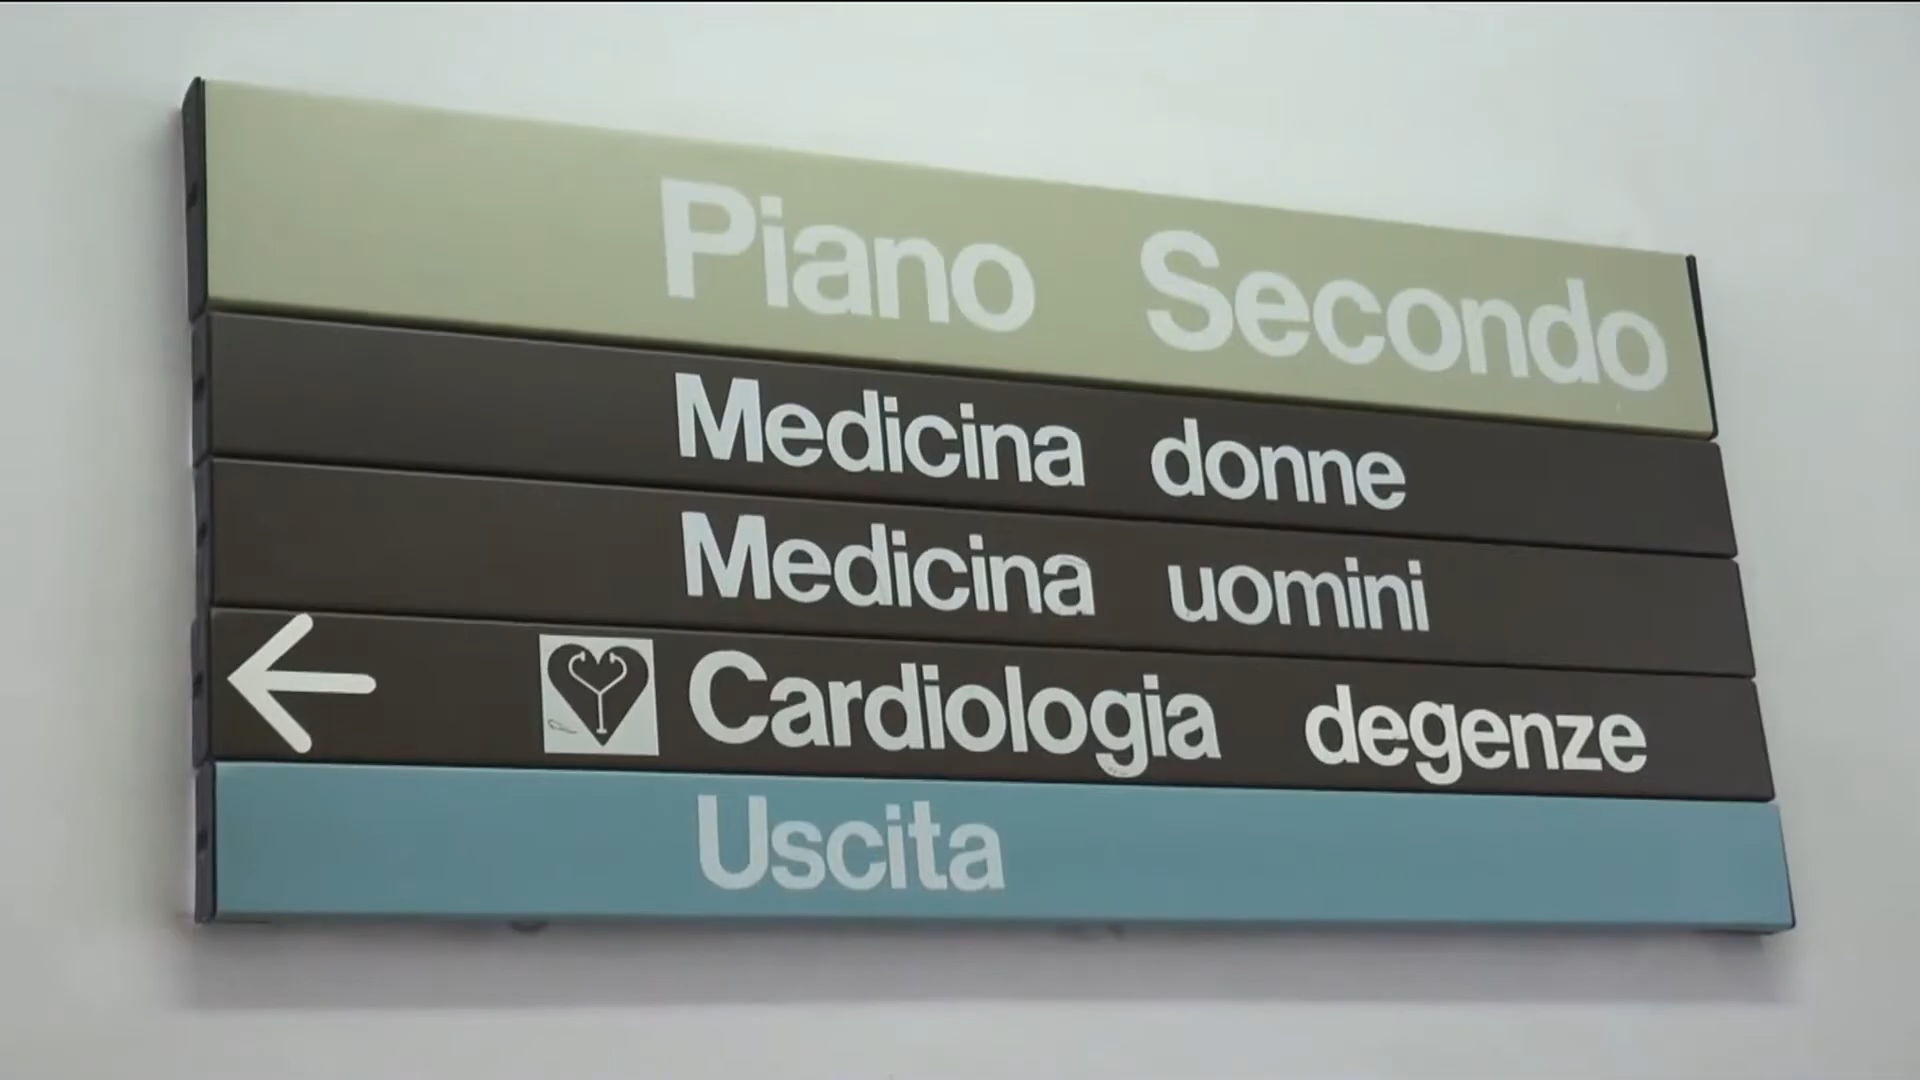 Piano Secondo
Medicina donne
Medicina uomini
Cardiologia degenze
Uscita